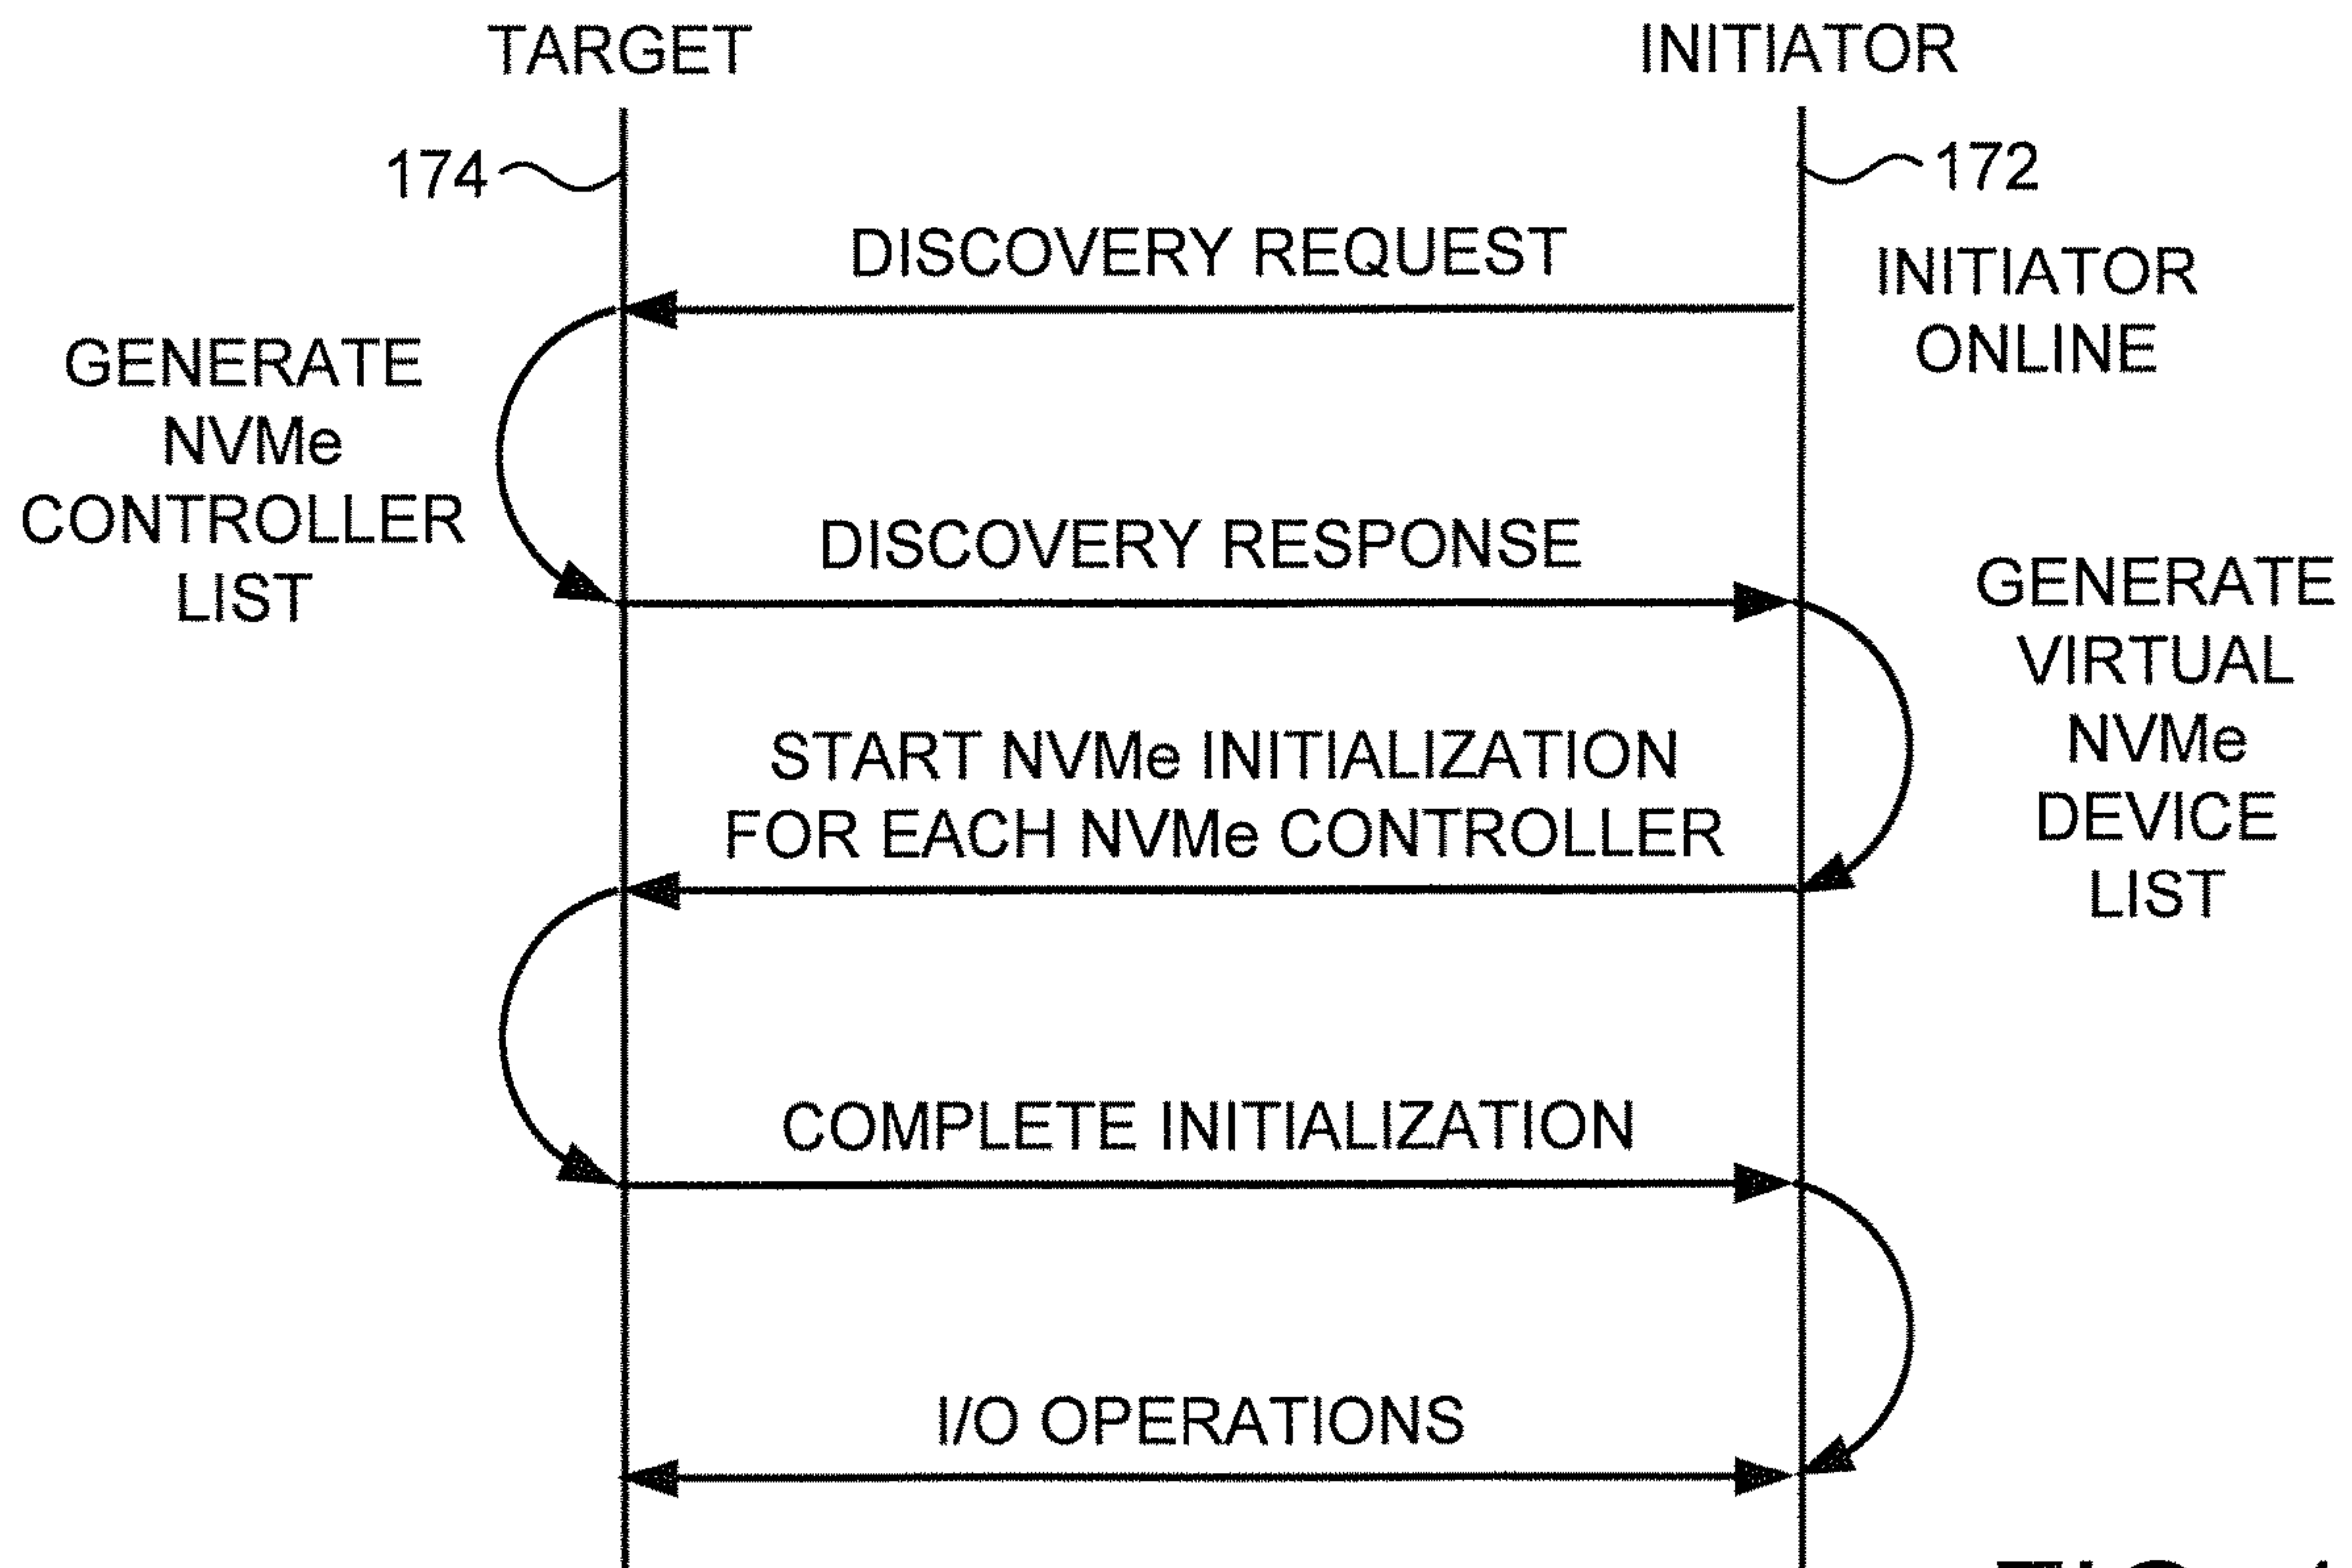 TARGET
INITIATOR
174
172
DISCOVERY REQUEST
INITIATOR
ONLINE
GENERATE
NVMe
CONTROLLER
LIST
DISCOVERY RESPONSE
GENERATE
VIRTUAL
NVMe
DEVICE
LIST
START NVMe INITIALIZATION
FOR EACH NVMe CONTROLLER
COMPLETE INITIALIZATION
I/O OPERATIONS